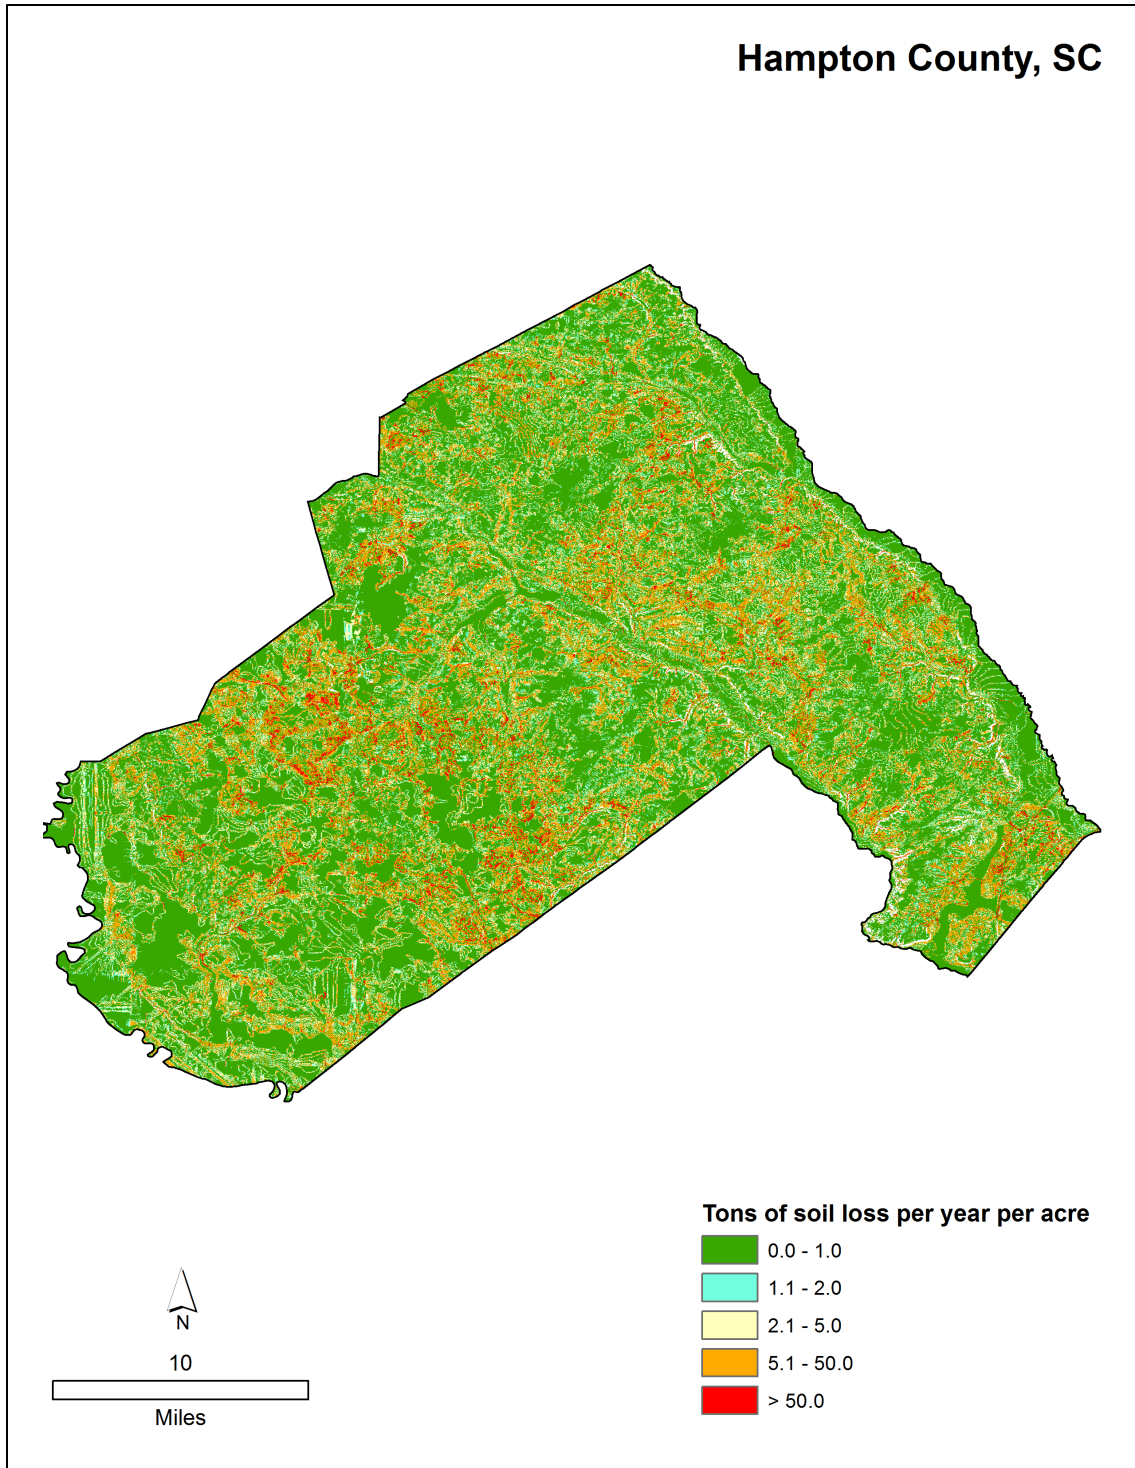 Hampton County, SC
Tons of soil loss per year per acre
0.0 - 1.0
1.1 - 2.0
2.1 - 5.0
5.1 - 50.0
> 50.0
N
10
Miles